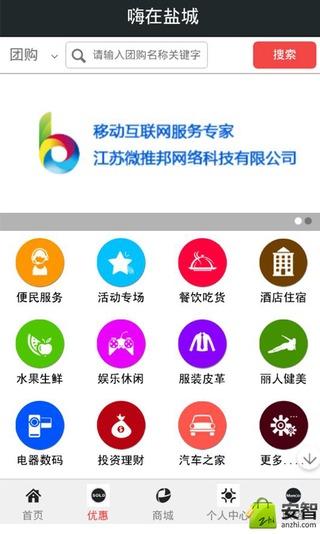 嗨在盐城
团购 请输入团购名称关键字 搜索
移动互联网服务专家
江苏微推邦网络科技有限公司
便民服务 活动专场 餐饮吃货 酒店住宿
水果生鲜 娱乐休闲 服装皮革 丽人健美
电器数码 投资理财 汽车之家 更多....
SOLO
首页 优惠 商城 个人中心
zhi 安智
anzhi.com